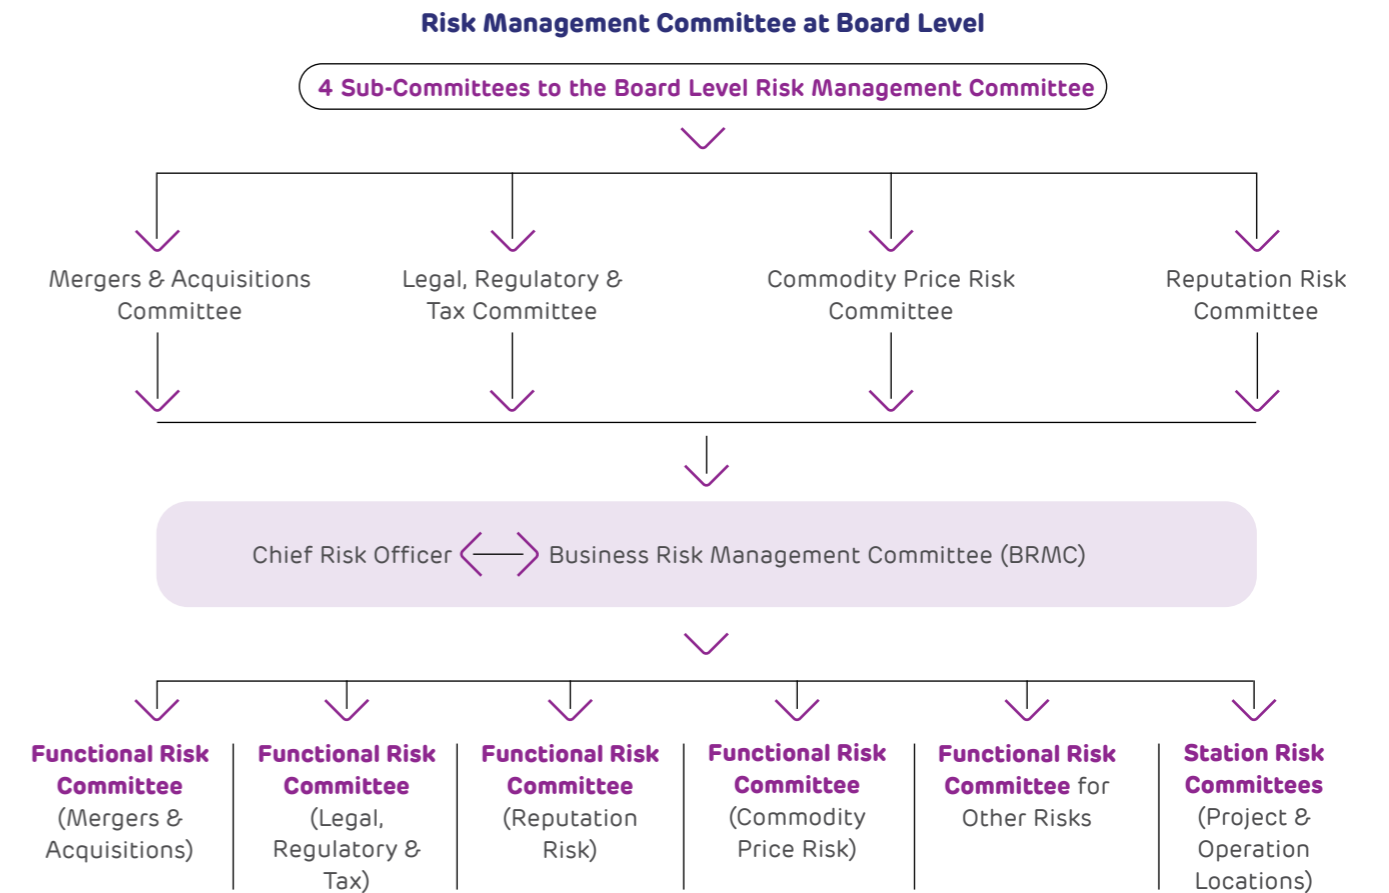 Risk Management Committee at Board Level
4 Sub-Committees to the Board Level Risk Management Committee
Mergers & Acquisitions
Committee
Legal, Regulatory &
Tax Committee
Commodity Price Risk
Committee
Reputation Risk
Committee
Chief Risk Officer
Business Risk Management Committee (BRMC)
Functional Risk
Committee
(Mergers &
Acquisitions)
Functional Risk
Committee
(Legal,
Regulatory &
Tax)
Functional Risk
Committee
(Reputation
Risk)
Functional Risk
Committee
(Commodity
Price Risk)
Functional Risk
Committee for
Other Risks
Station Risk
Committees
(Project &
Operation
Locations)